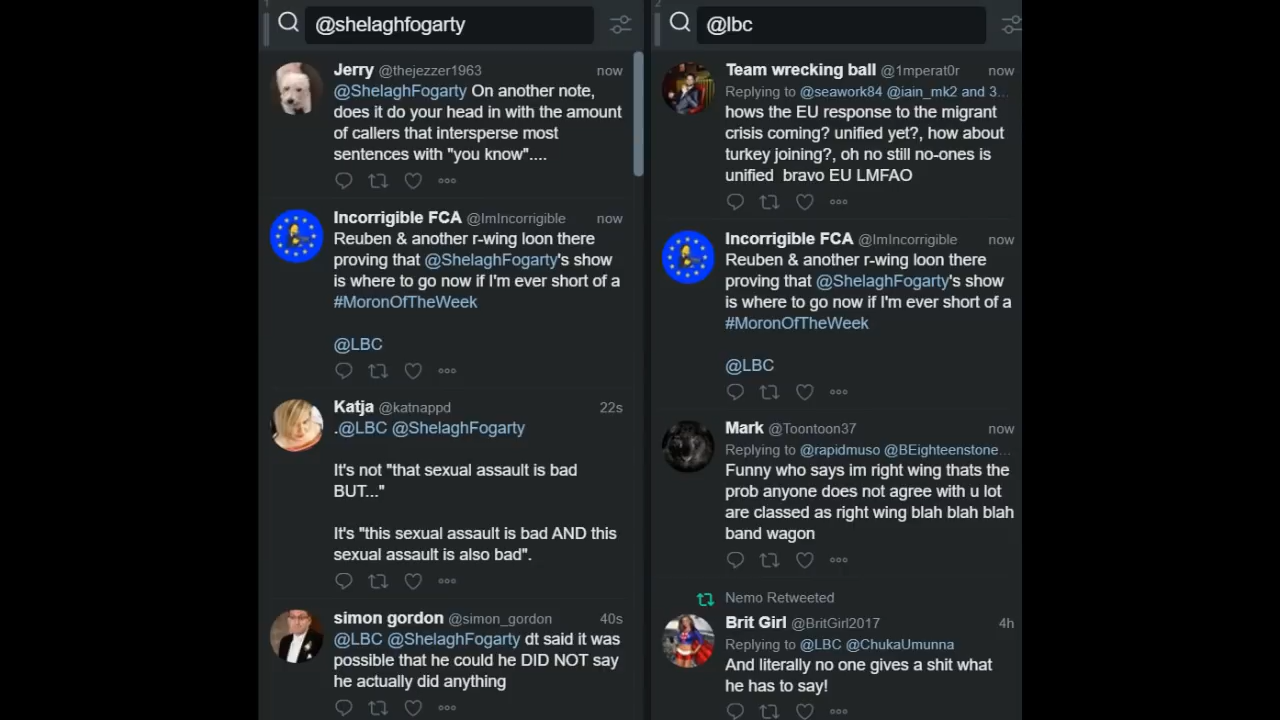 1
@shelaghfogarty
Jerry @thejezzer1963 now
@ShelaghFogarty On another note,
does it do your head in with the amount
of callers that intersperse most
sentences with "you know"....
Incorrigible FCA @ImIncorrigible now
Reuben & another r-wing loon there
proving that @ShelaghFogarty's show
is where to go now if I'm ever short of a
#MoronOfTheWeek
@LBC
Katja @katnappd 22s
.@LBC @ShelaghFogarty
It's not "that sexual assault is bad
BUT..."
It's "this sexual assault is bad AND this
sexual assault is also bad".
simon gordon @simon_gordon 40s
@LBC @ShelaghFogarty dt said it was
possible that he could he DID NOT say
he actually did anything
2
@lbc
Team wrecking ball @1mperat0r now
Replying to @seawork84 @iain_mk2 and 3...
hows the EU response to the migrant
crisis coming? unified yet?, how about
turkey joining?, oh no still no-ones is
unified bravo EU LMFAO
Incorrigible FCA @ImIncorrigible now
Reuben & another r-wing loon there
proving that @ShelaghFogarty's show
is where to go now if I'm ever short of a
#MoronOfTheWeek
@LBC
Mark @Toontoon37 now
Replying to @rapidmuso @BEighteenstone...
Funny who says im right wing thats the
prob anyone does not agree with u lot
are classed as right wing blah blah blah
band wagon
Nemo Retweeted
Brit Girl @BritGirl2017 4h
Replying to @LBC @ChukaUmunna
And literally no one gives a shit what
he has to say!